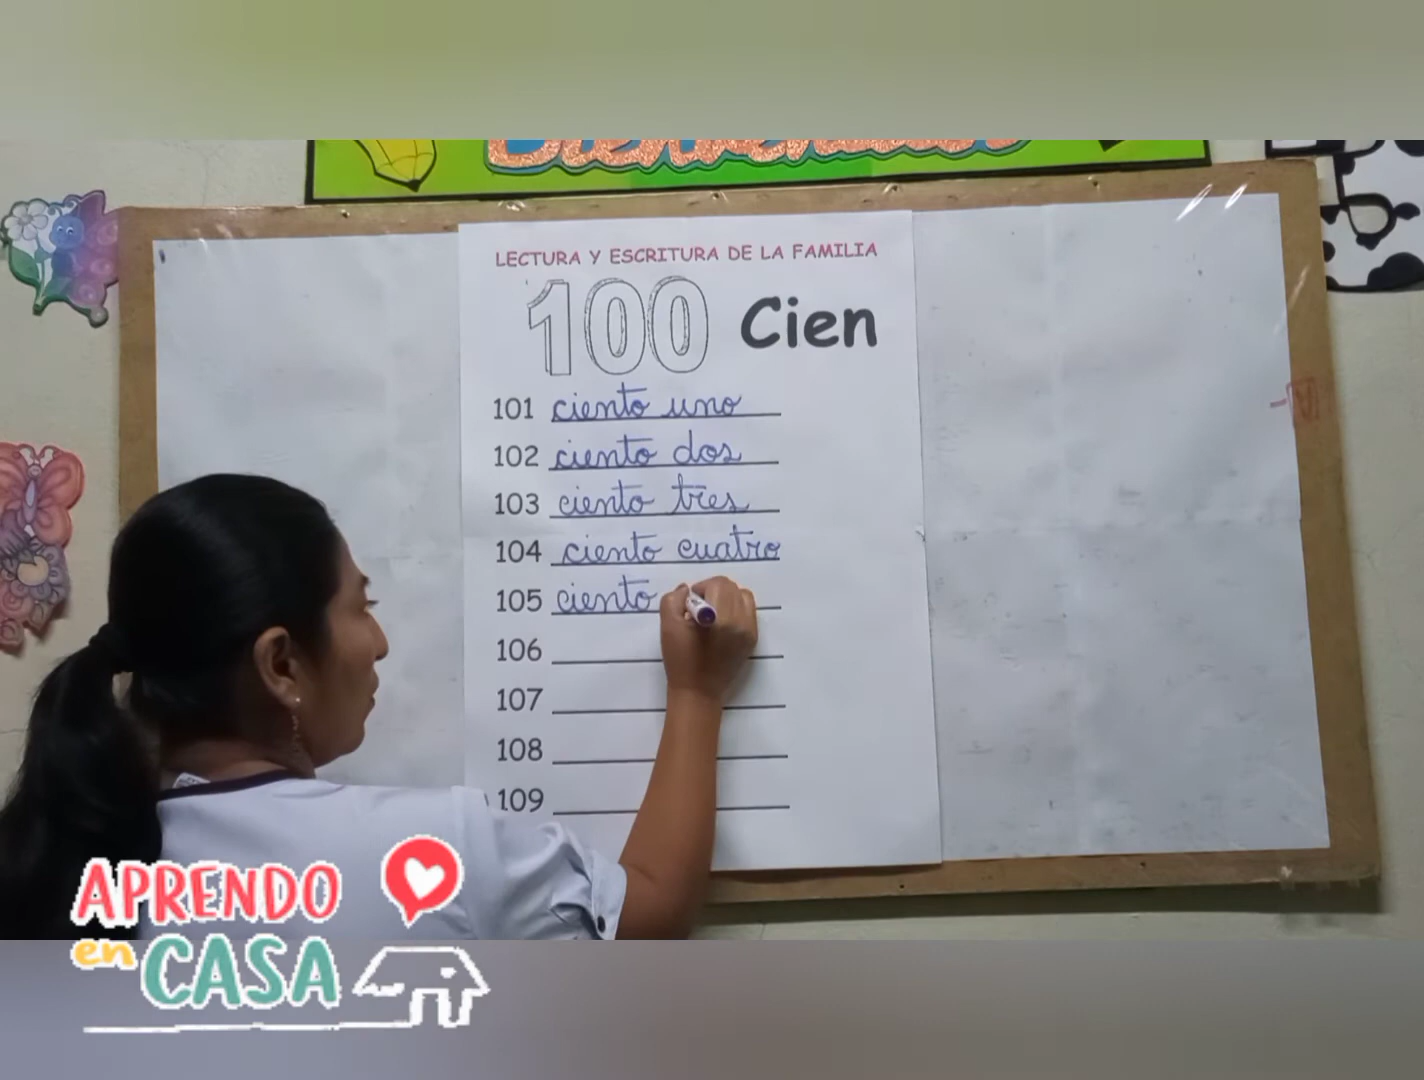 Bienvenidos
LECTURA Y ESCRITURA DE LA FAMILIA
100 Cien
101 ciento uno
102 ciento dos
103 ciento tres
104 ciento cuatro
105 ciento
106
107
108
109
APRENDO
en CASA